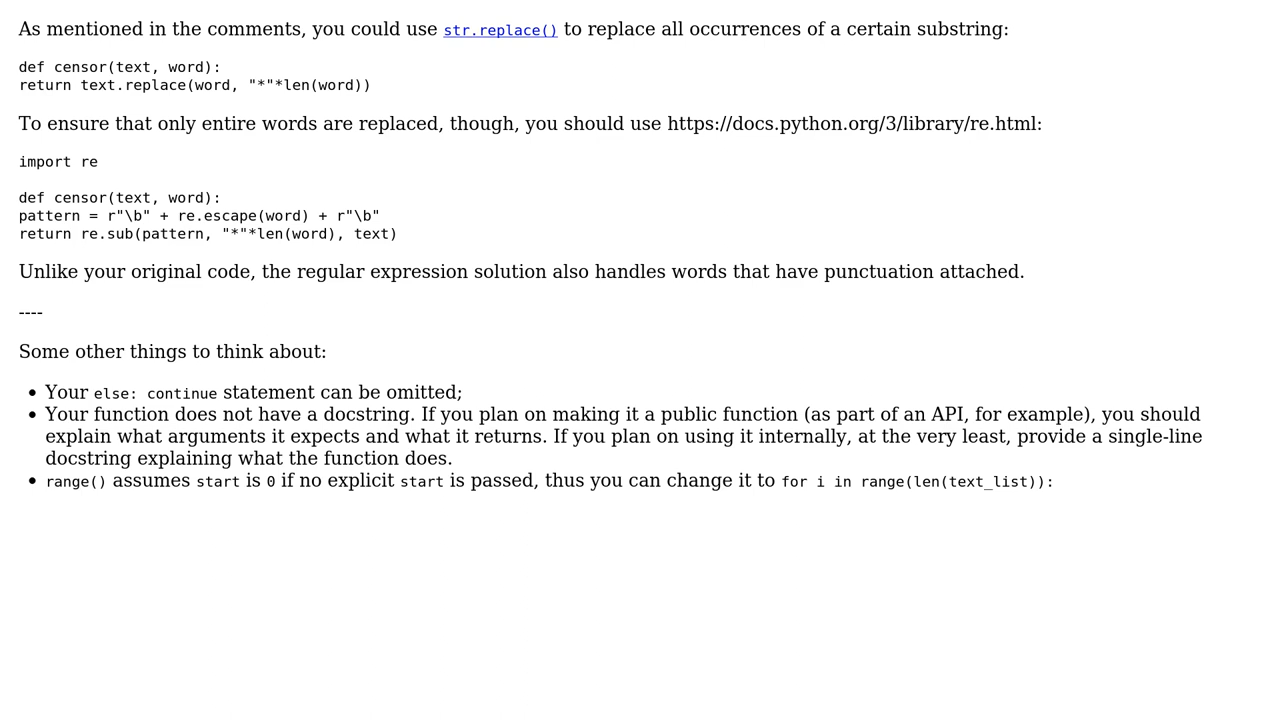 As mentioned in the comments, you could use str.replace() to replace all occurrences of a certain substring:
def censor(text, word):
return text.replace(word, "*"*len(word))
To ensure that only entire words are replaced, though, you should use https://docs.python.org/3/library/re.html:
import re
def censor(text, word):
pattern = r"\b" + re.escape(word) + r"\b"
return re.sub(pattern, "*"*len(word), text)
Unlike your original code, the regular expression solution also handles words that have punctuation attached.
----
Some other things to think about:
• Your else: continue statement can be omitted;
• Your function does not have a docstring. If you plan on making it a public function (as part of an API, for example), you should
explain what arguments it expects and what it returns. If you plan on using it internally, at the very least, provide a single-line
docstring explaining what the function does.
• range() assumes start is 0 if no explicit start is passed, thus you can change it to for i in range(len(text_list)):